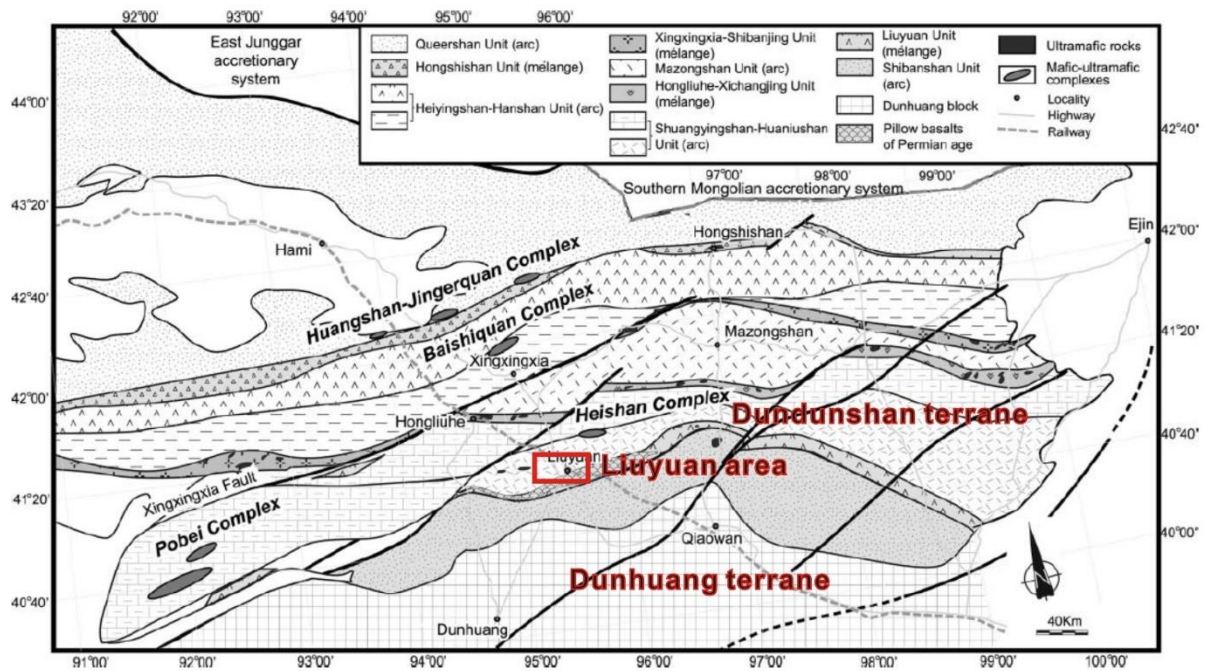 92°00'
93°00'
94°00'
95°00'
96°00'
East Junggar
accretionary
system
Queershan Unit (arc)
Hongshishan Unit (mélange)
Heiyingshan-Hanshan Unit (arc)
Xingxingxia-Shibanjing Unit
(mélange)
Mazongshan Unit (arc)
Hongliuhe-Xichangjing Unit
(mélange)
Shuangyingshan-Huaniushan
Unit (arc)
Liuyuan Unit
(mélange)
Shibanshan Unit
(arc)
Dunhuang block
Pillow basalts
of Permian age
Ultramafic rocks
Mafic-ultramafic
complexes
Locality
Highway
Railway
44°00'
42°40'
97°00'
98°00'
99°00'
Southern Mongolian accretionary system
43°20'
Hami
Hongshishan
Ejin
42°00'
Huangshan-Jingerquan Complex
42°40'
Baishiquan Complex
Mazongshan
41°20'
Xingxingxia
42°00'
Hongliuhe
Heishan Complex
Dundunshan terrane
40°40'
Liuyuan
Liuyuan area
Xingxingxia Fault
41°20'
Pobei Complex
Qiaowan
40°00'
Dunhuang terrane
N
40°40'
Dunhuang
40Km
91°00'
92°00'
93°00'
94°00'
95°00'
96°00'
97°00'
98°00'
99°00'
100°00'